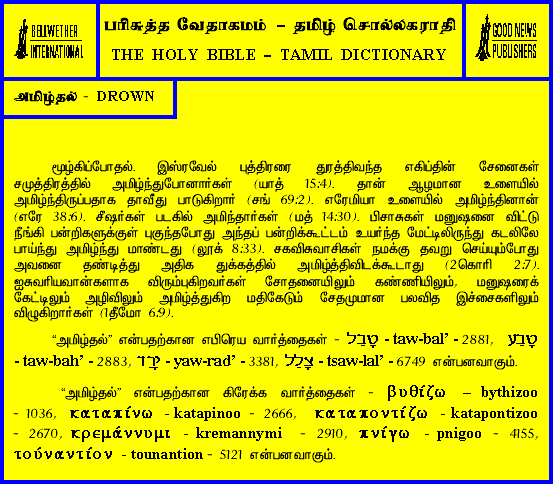 BELLWETHER
INTERNATIONAL
பரிசுத்த வேதாகமம் – தமிழ் சொல்லகராதி
THE HOLY BIBLE – TAMIL DICTIONARY
GOOD NEWS
PUBLISHERS
அமிழ்தல் - DROWN
மூழ்கிப்போதல். இஸ்ரவேல் புத்திரரை துரத்திவந்த எகிப்தின் சேனைகள்
சமுத்திரத்தில் அமிழ்ந்துபோனார்கள் (யாத் 15:4). தான் ஆழமான உளையில்
அமிழ்ந்திருப்பதாக தாவீது பாடுகிறார் (சங் 69:2). எரேமியா உளையில் அமிழ்ந்தினான்
(எரே 38:6). சீஷர்கள் படகில் அமிந்தார்கள் (மத் 14:30). பிசாசுகள் மனுஷனை விட்டு
நீங்கி பன்றிகளுக்குள் புகுந்தபோது அந்தப் பன்றிக்கூட்டம் உயர்ந்த மேட்டிலிருந்து கடலிலே
பாய்ந்து அமிழ்ந்து மாண்டது (லூக் 8:33). சகவிசுவாசிகள் நமக்கு தவறு செய்யும்போது
அவனை தண்டித்து அதிக துக்கத்தில் அமிழ்த்திவிடக்கூடாது (2கொரி 2:7).
ஐசுவரியவான்களாக விரும்புகிறவர்கள் சோதனையிலும் கண்ணியிலும், மனுஷரைக்
கேட்டிலும் அழிவிலும் அமிழ்த்துகிற மதிகேடும் சேதமுமான பலவித இச்சைகளிலும்
விழுகிறார்கள் (1தீமோ 6:9).
“அமிழ்தல்” என்பதற்கான எபிரெய வார்த்தைகள் - טָבַל - taw-bal’ - 2881, טָבַע
- taw-bah’ - 2883, יָרַד - yaw-rad’ - 3381, צָלַל - tsaw-lal’ - 6749 என்பனவாகும்.
“அமிழ்தல்” என்பதற்கான கிரேக்க வார்த்தைகள் - βυθίζω – bythizoo
- 1036, καταπίνω - katapinoo - 2666, καταποντίζω - katapontizoo
- 2670, κρεμάννυμι - kremannymi - 2910, πνίγω - pnigoo - 4155,
τοὐναντίον - tounantion - 5121 என்பனவாகும்.